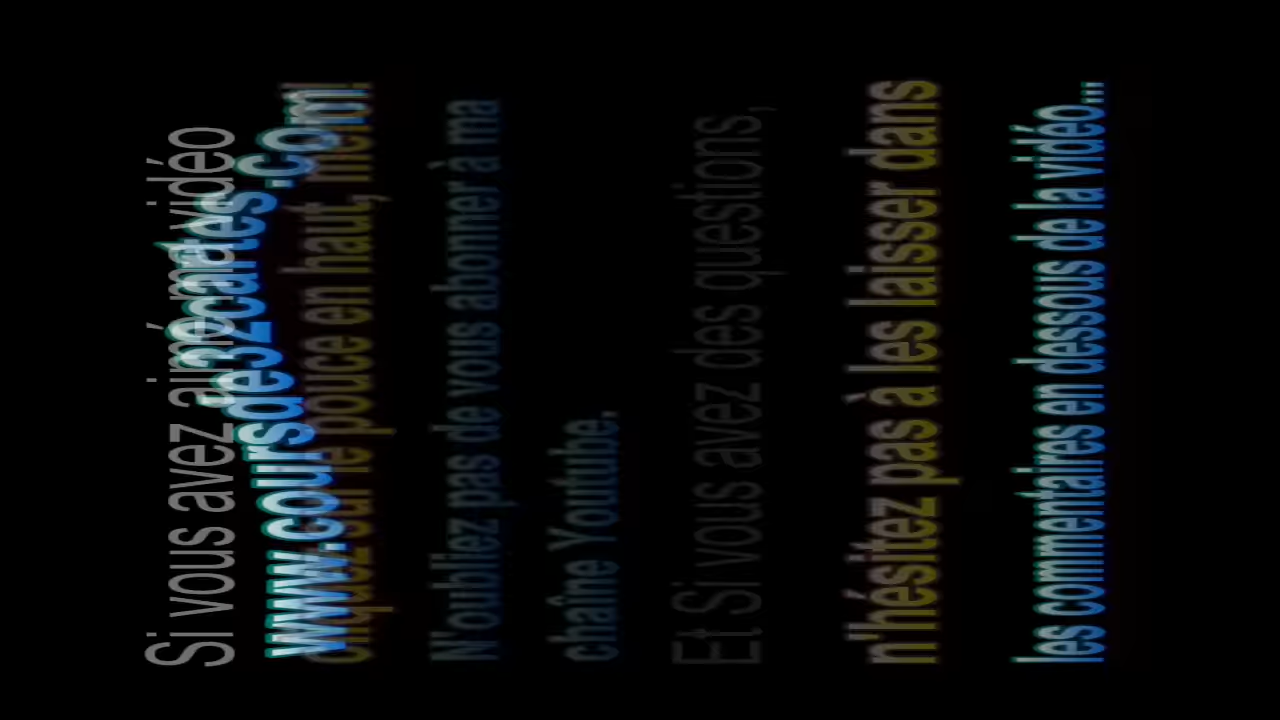 Si vous avez aimé ma vidéo
www.coursde32cartes.com
cliquez sur le pouce en haut, merci!
N'oubliez pas de vous abonner à ma
chaîne Youtube.
Et Si vous avez des questions,
n'hésitez pas à les laisser dans
les commentaires en dessous de la vidéo...